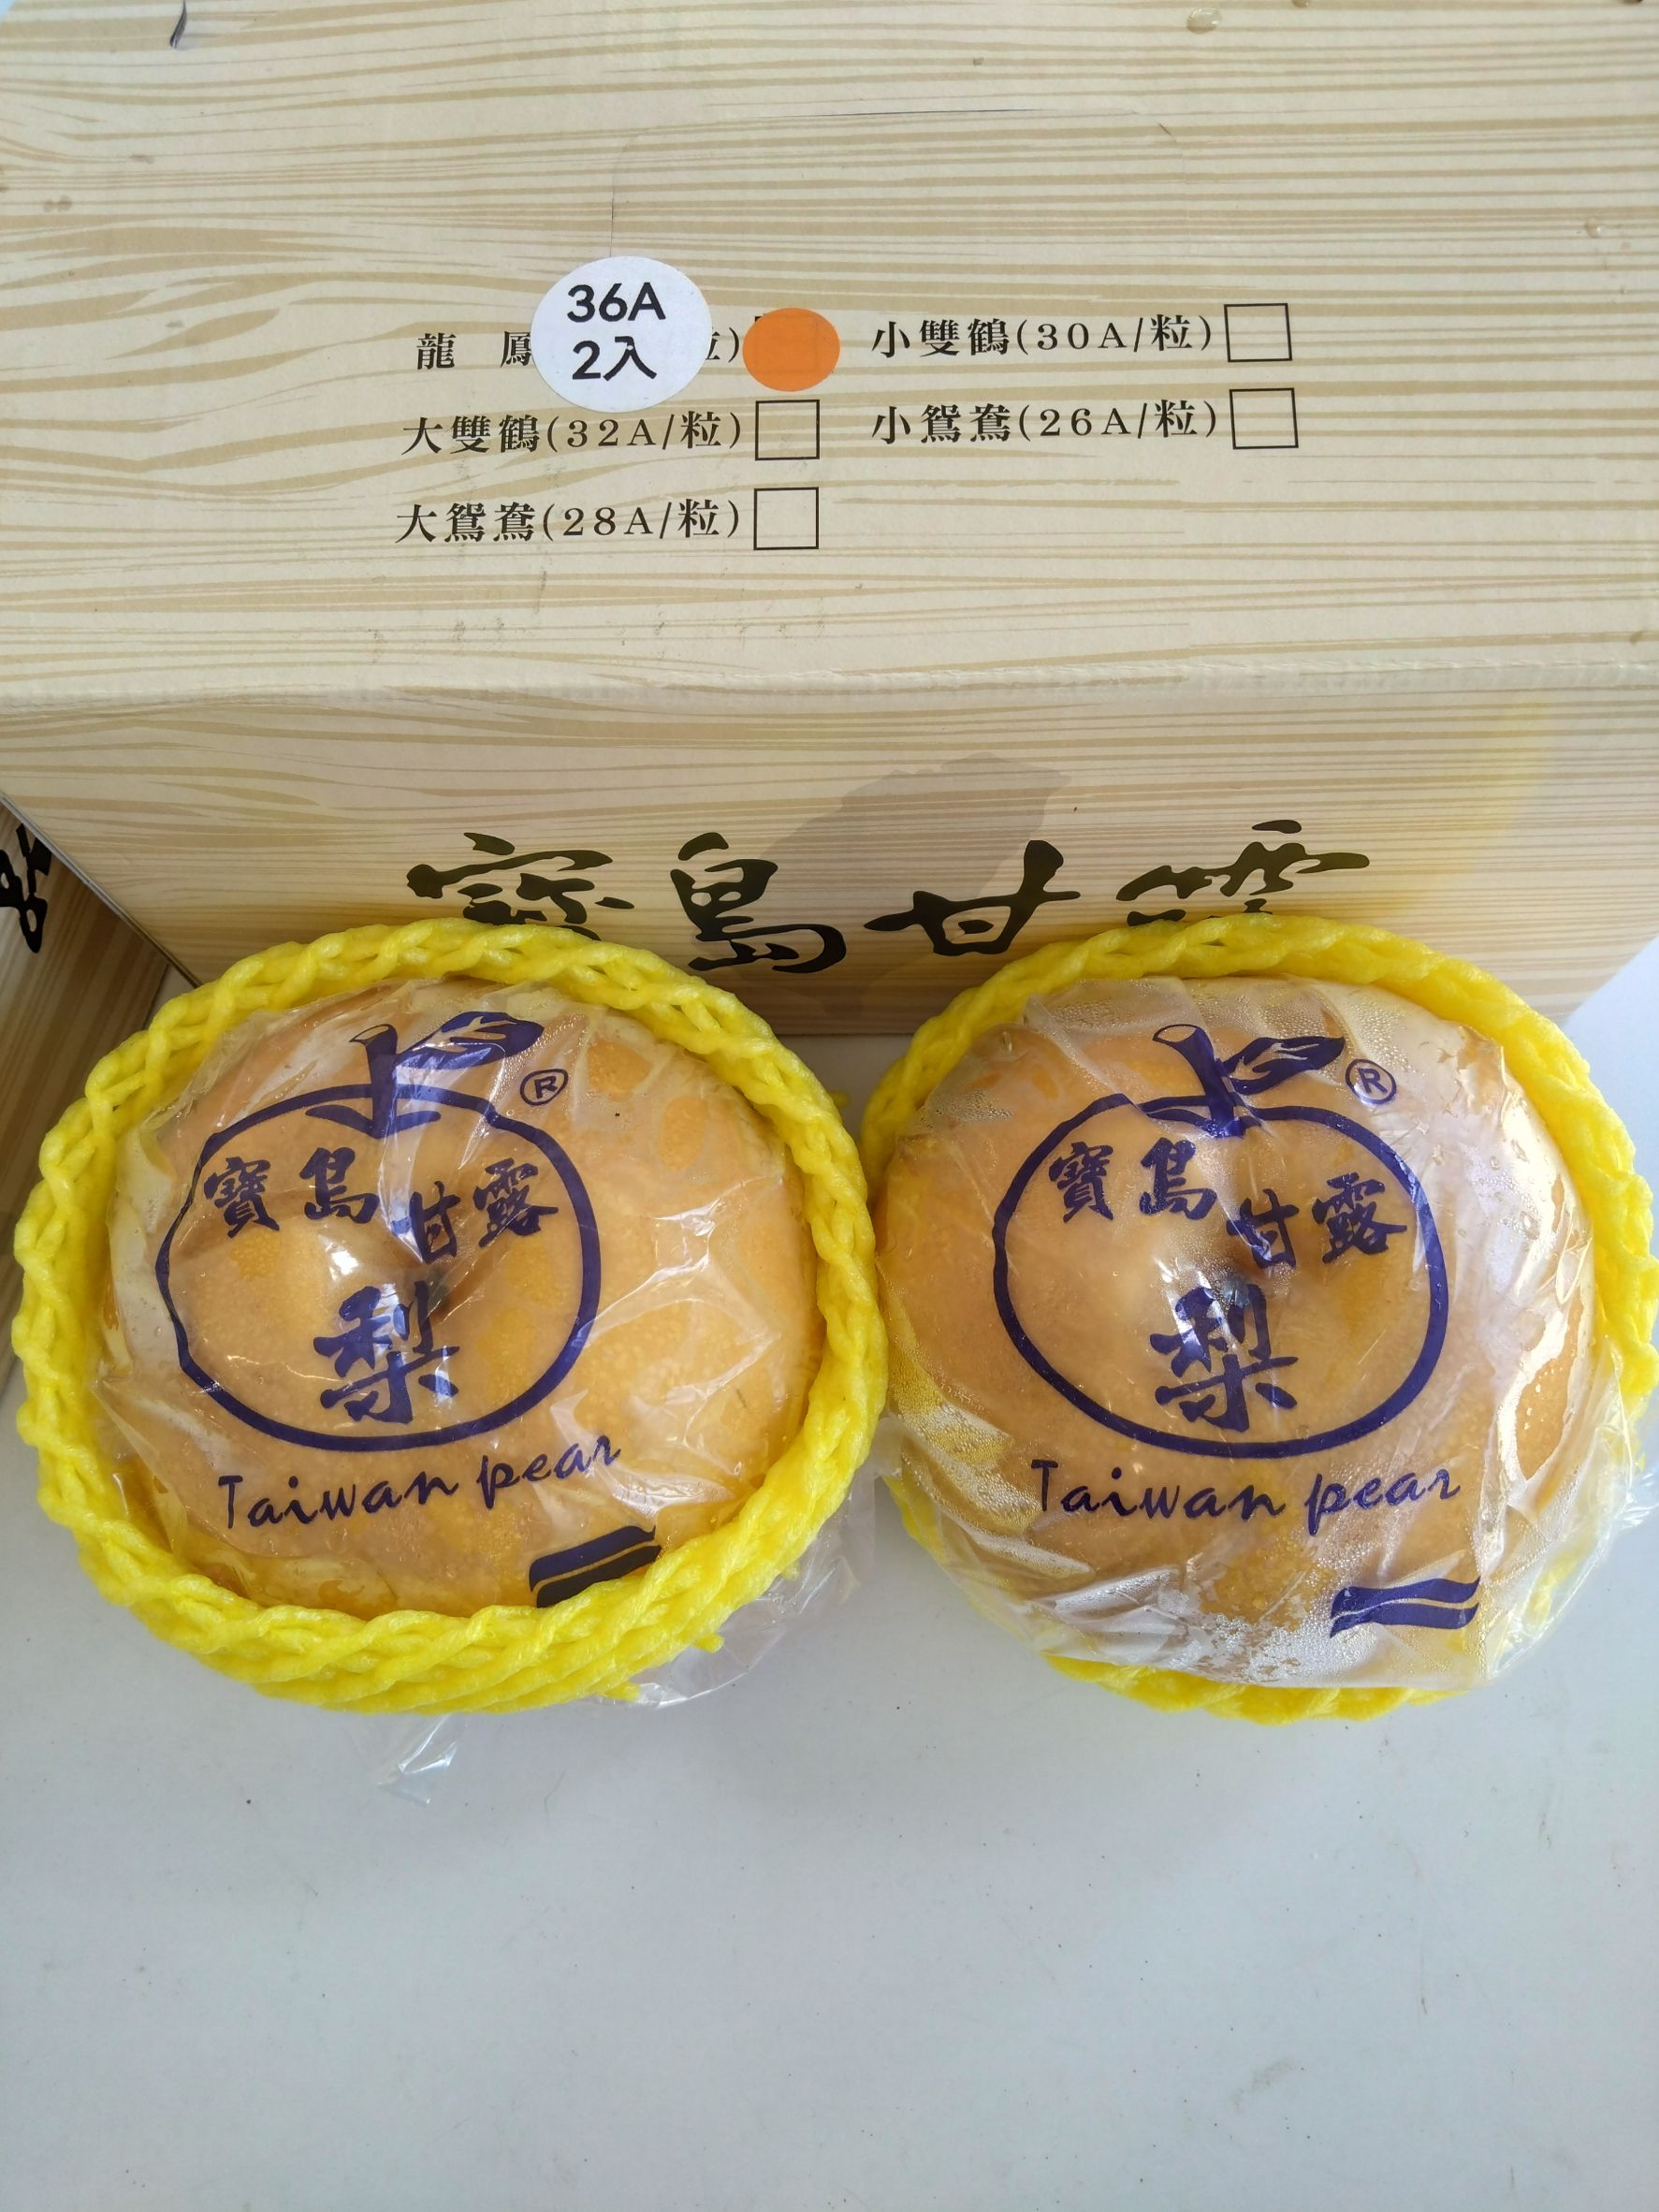 36A
2入
龍 鳳
粒)
小雙鶴(30A/粒)
大雙鶴(32A/粒)
小鴛鴦(26A/粒)
大鴛鴦(28A/粒)
寶島甘露
®
寶島甘露
梨
Taiwan pear
®
寶島甘露
梨
Taiwan pear